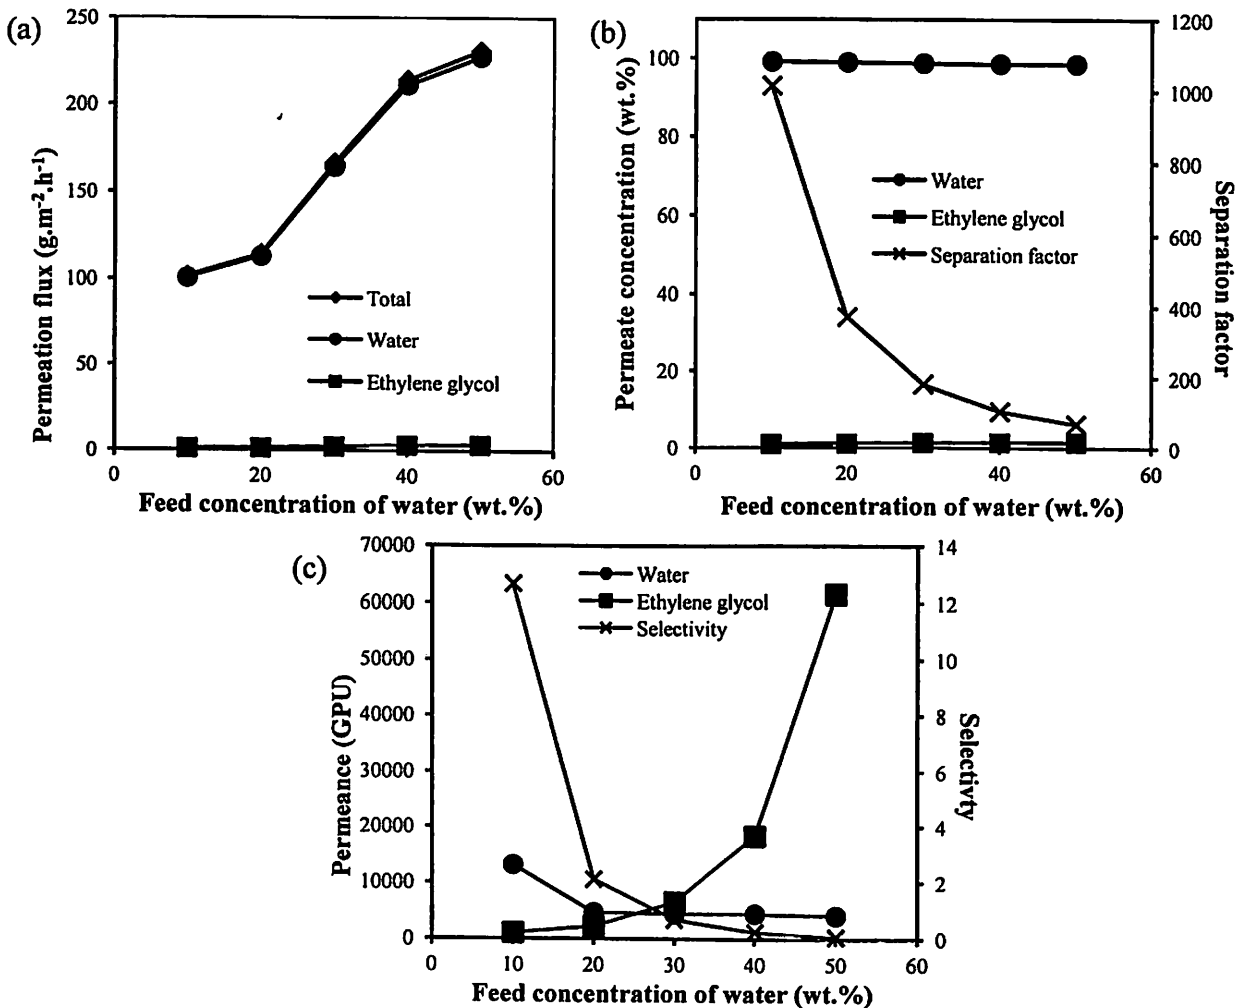 (a)
250
200
150
100
50
0
Permeation flux (g.m-2.h-1)
Total
Water
Ethylene glycol
0
20
40
60
Feed concentration of water (wt.%)
(b)
100
80
60
40
20
0
Permeate concentration (wt.%)
Water
Ethylene glycol
Separation factor
1200
1000
800
600
400
200
0
Separation factor
0
20
40
60
Feed concentration of water (wt.%)
(c)
70000
60000
50000
40000
30000
20000
10000
0
Permeance (GPU)
Water
Ethylene glycol
Selectivity
14
12
10
8
6
4
2
0
Selectivty
0
10
20
30
40
50
60
Feed concentration of water (wt.%)